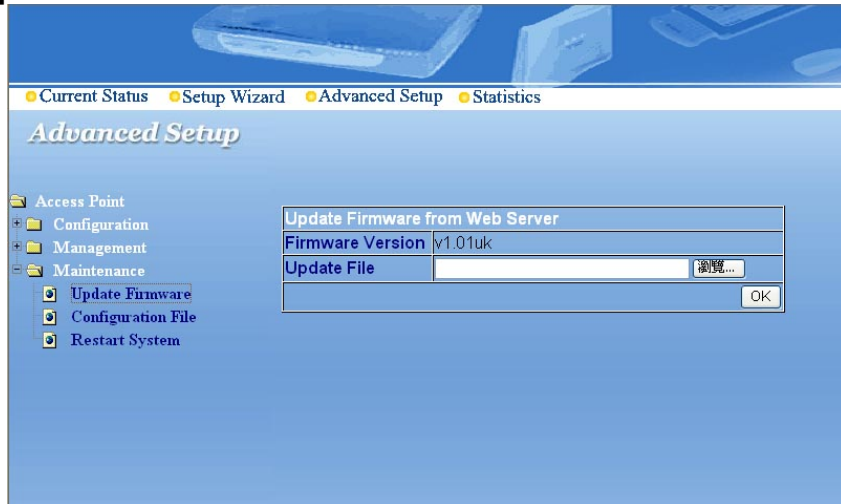 Current Status Setup Wizard Advanced Setup Statistics
Advanced Setup
Access Point
Configuration
Management
Maintenance
Update Firmware
Configuration File
Restart System
Update Firmware from Web Server
Firmware Version v1.01uk
Update File 瀏覽...
OK